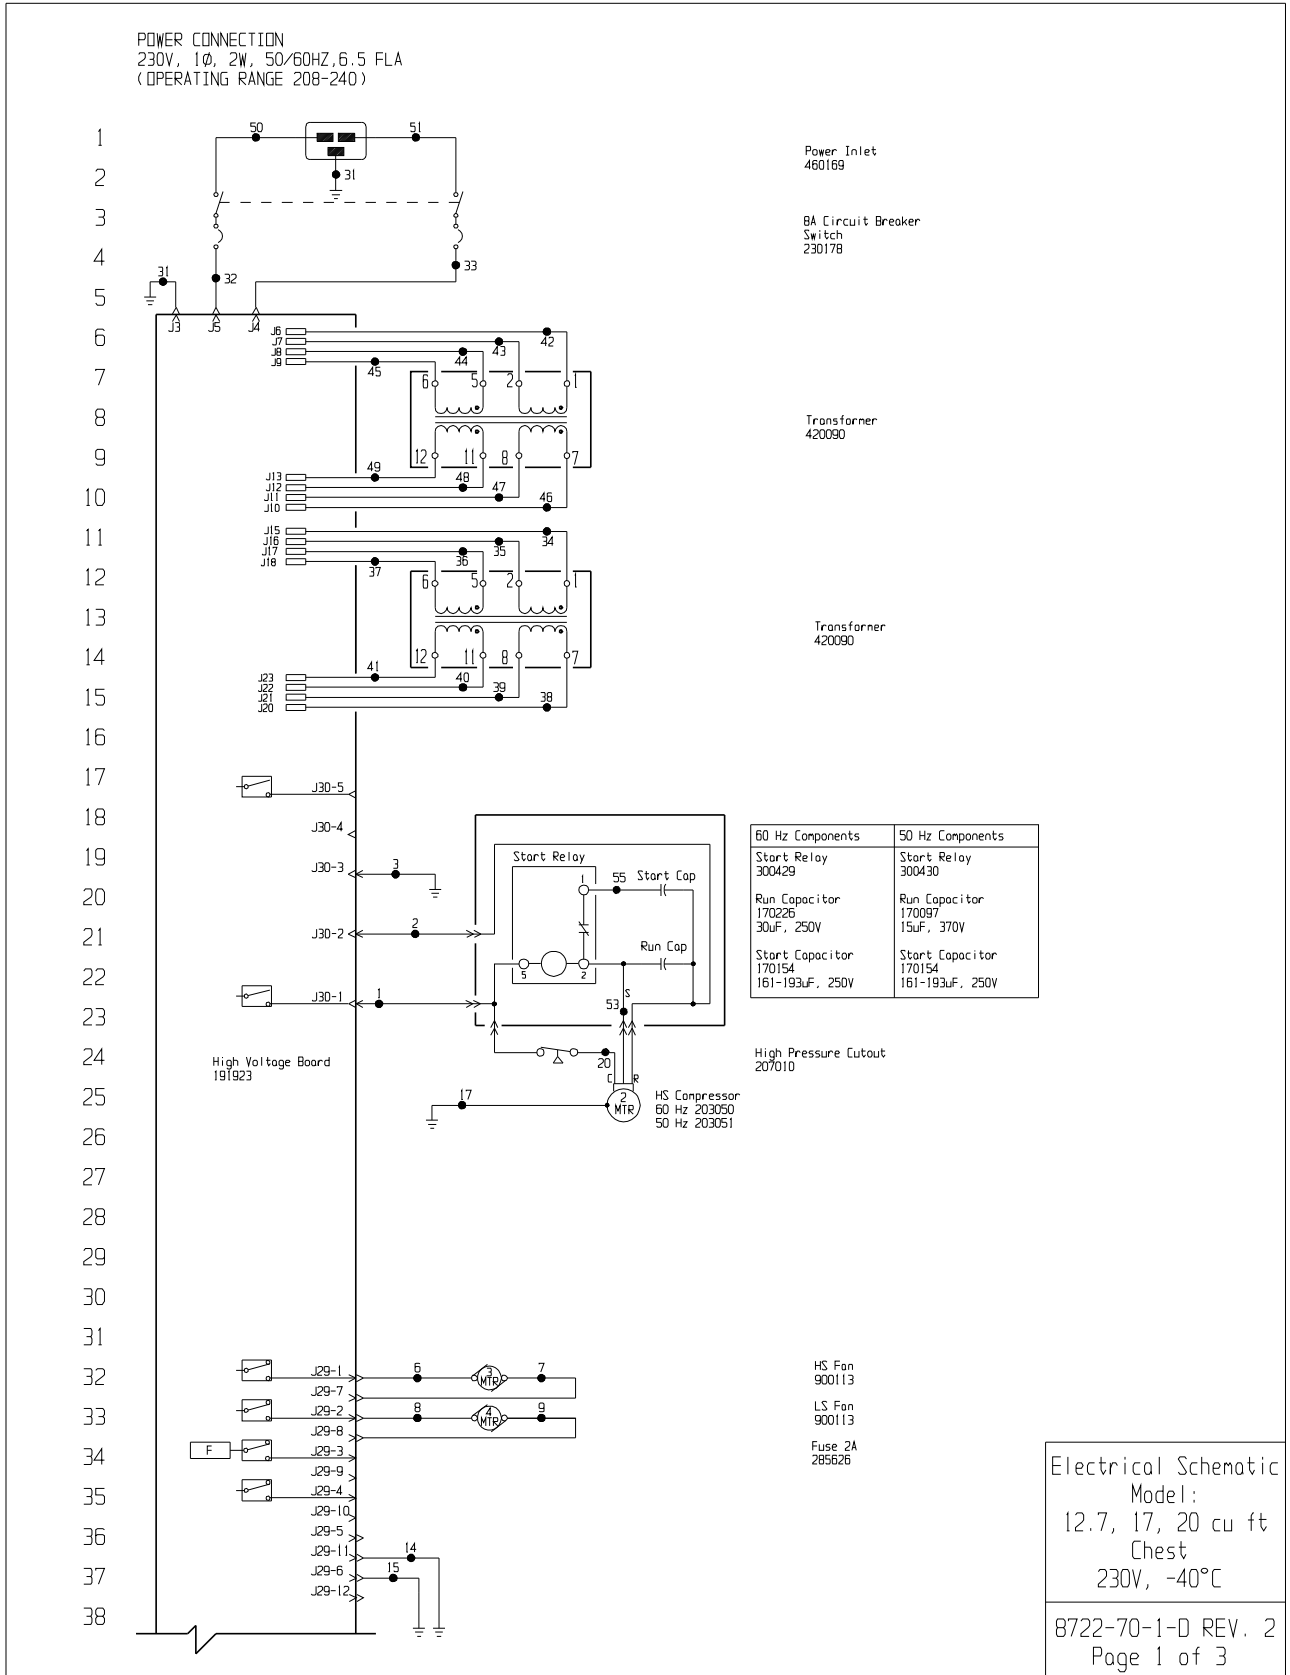 POWER CONNECTION
230V, 1Ø, 2W, 50/60HZ,6.5 FLA
(OPERATING RANGE 208-240)
1
50
51
Power Inlet
460169
2
31
3
8A Circuit Breaker
Switch
230178
4
31
32
33
5
J3
J5
J4
6
J6
J7
J8
J9
42
43
44
45
7
6
5
2
1
8
Transformer
420090
9
12
11
8
7
49
48
47
46
10
J13
J12
J11
J10
11
J15
J16
J17
J18
34
35
36
37
12
6
5
2
1
13
Transformer
420090
14
12
11
8
7
41
40
39
38
15
J23
J22
J21
J20
16
17
J30-5
18
J30-4
60 Hz Components
50 Hz Components
19
J30-3
3
Start Relay
Start Relay
300429
Start Relay
300430
20
1
55
Start Cap
Run Capacitor
170226
30uF, 250V
Run Capacitor
170097
15uF, 370V
21
J30-2
2
Run Cap
22
5
2
Start Capacitor
170154
161-193uF, 250V
Start Capacitor
170154
161-193uF, 250V
J30-1
1
S
53
23
24
High Voltage Board
191923
20
High Pressure Cutout
207010
C
R
25
17
2
MTR
HS Compressor
60 Hz 203050
50 Hz 203051
26
27
28
29
30
31
32
J29-1
6
3
MTR
7
HS Fan
900113
J29-7
33
J29-2
8
4
MTR
9
LS Fan
900113
J29-8
34
F
J29-3
Fuse 2A
285626
J29-9
35
J29-4
J29-10
36
J29-5
J29-11
14
37
J29-6
15
J29-12
38
Electrical Schematic
Model:
12.7, 17, 20 cu ft
Chest
230V, -40°C
8722-70-1-D REV. 2
Page 1 of 3